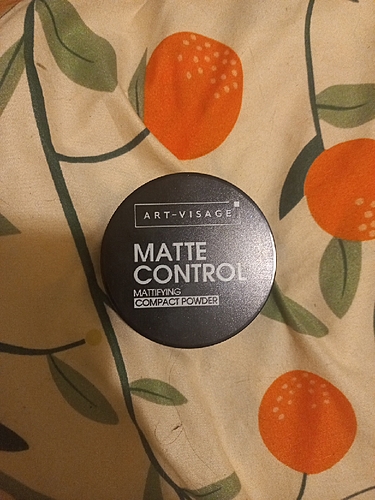 ART-VISAGE
MATTE
CONTROL
MATTIFYING
COMPACT POWDER